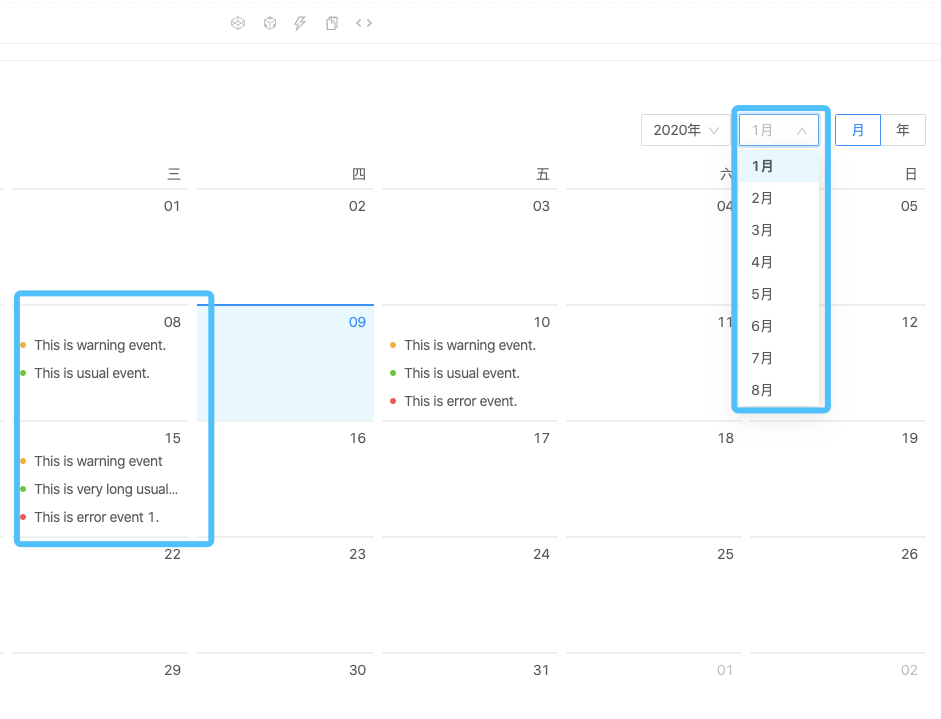 2020年 1月 月 年
1月
2月
3月
4月
5月
6月
7月
8月
三 四 五 六 日
01 02 03 04 05
08 09 10 11 12
This is warning event. This is warning event.
This is usual event. This is usual event.
This is error event.
15 16 17 18 19
This is warning event
This is very long usual...
This is error event 1.
22 23 24 25 26
29 30 31 01 02